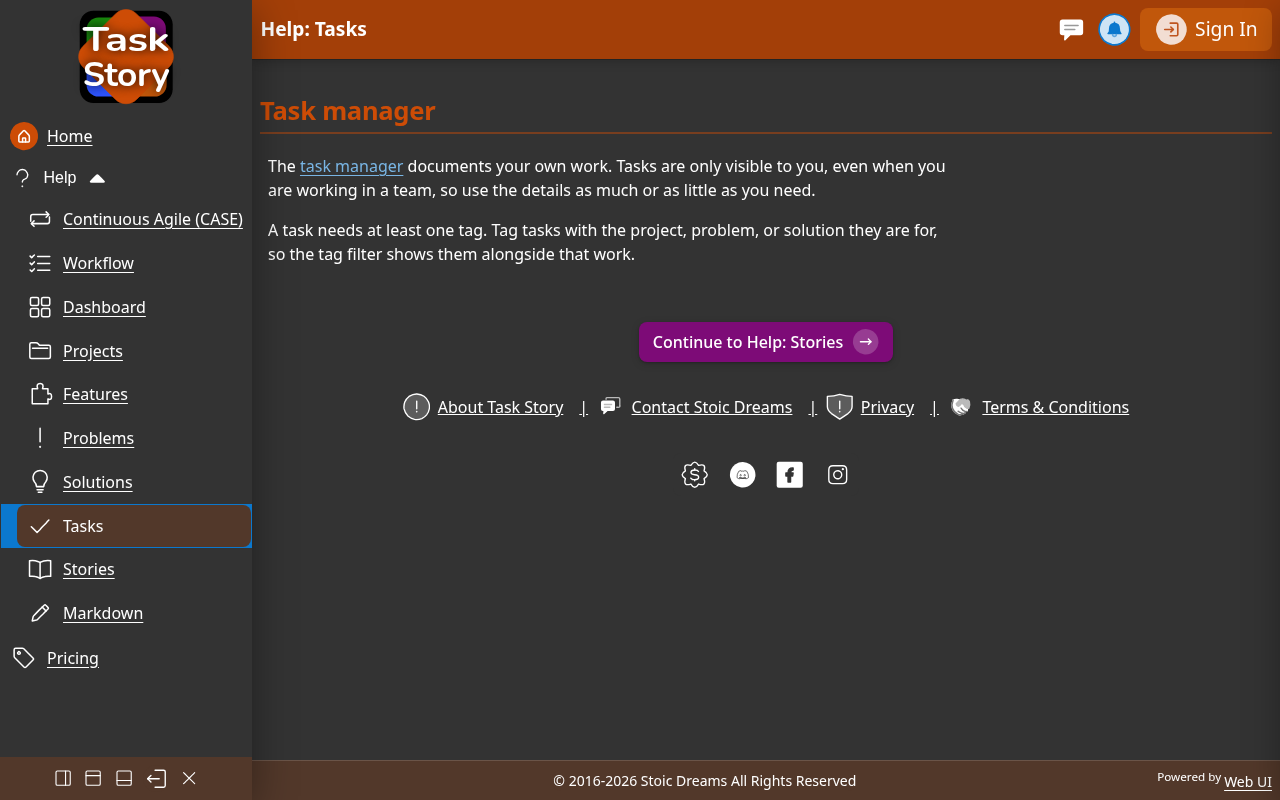 Task
Story
Home
Help
Continuous Agile (CASE)
Workflow
Dashboard
Projects
Features
Problems
Solutions
Tasks
Stories
Markdown
Pricing
Help: Tasks
Sign In
Task manager
The task manager documents your own work. Tasks are only visible to you, even when you
are working in a team, so use the details as much or as little as you need.
A task needs at least one tag. Tag tasks with the project, problem, or solution they are for,
so the tag filter shows them alongside that work.
Continue to Help: Stories
About Task Story | Contact Stoic Dreams | Privacy | Terms & Conditions
© 2016-2026 Stoic Dreams All Rights Reserved
Powered by Web UI